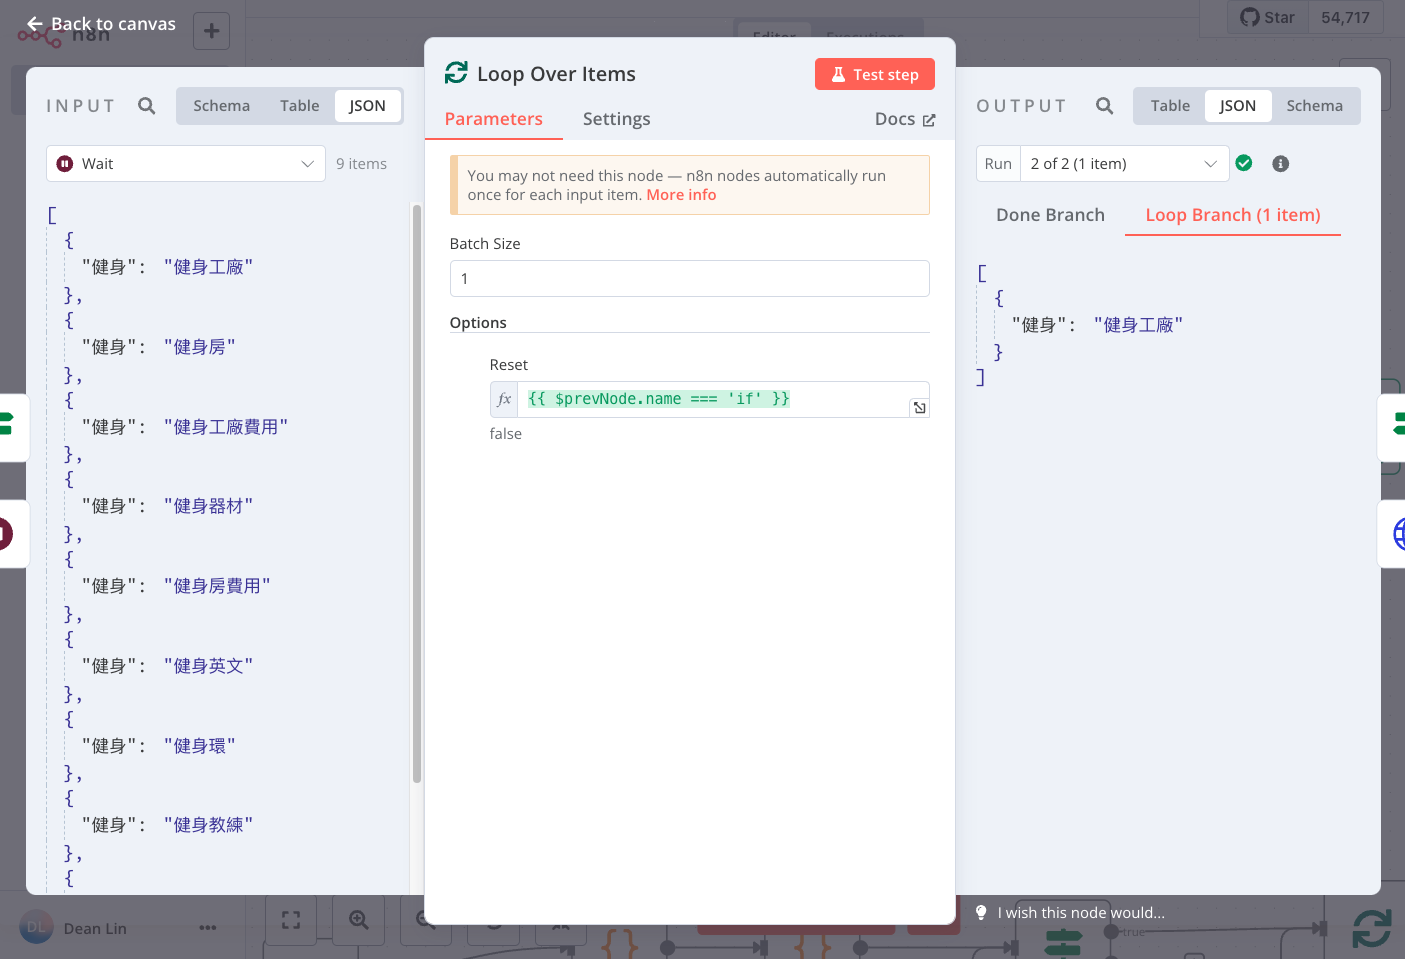 Back to canvas
n8n
+
Editor
Executions
Star
54,717
INPUT
Schema
Table
JSON
Wait
9 items
[
{
"健身": "健身工廠"
},
{
"健身": "健身房"
},
{
"健身": "健身工廠費用"
},
{
"健身": "健身器材"
},
{
"健身": "健身房費用"
},
{
"健身": "健身英文"
},
{
"健身": "健身環"
},
{
"健身": "健身教練"
},
{
Loop Over Items
Test step
Parameters
Settings
Docs
You may not need this node — n8n nodes automatically run
once for each input item. More info
Batch Size
1
Options
Reset
fx {{ $prevNode.name === 'if' }}
false
OUTPUT
Table
JSON
Schema
Run
2 of 2 (1 item)
Done Branch
Loop Branch (1 item)
[
{
"健身": "健身工廠"
}
]
I wish this node would...
DL
Dean Lin
{}
{}
true